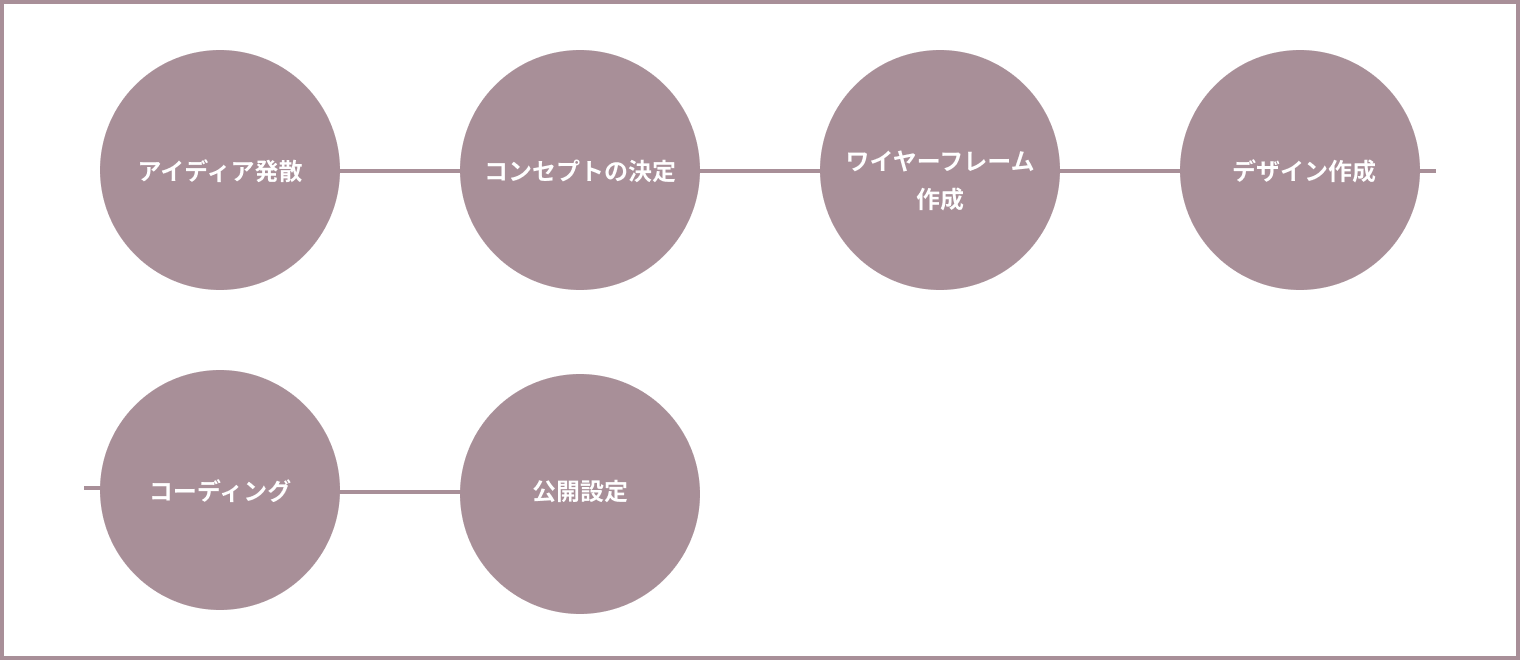 アイディア発散
コンセプトの決定
ワイヤーフレーム
作成
デザイン作成
コーディング
公開設定